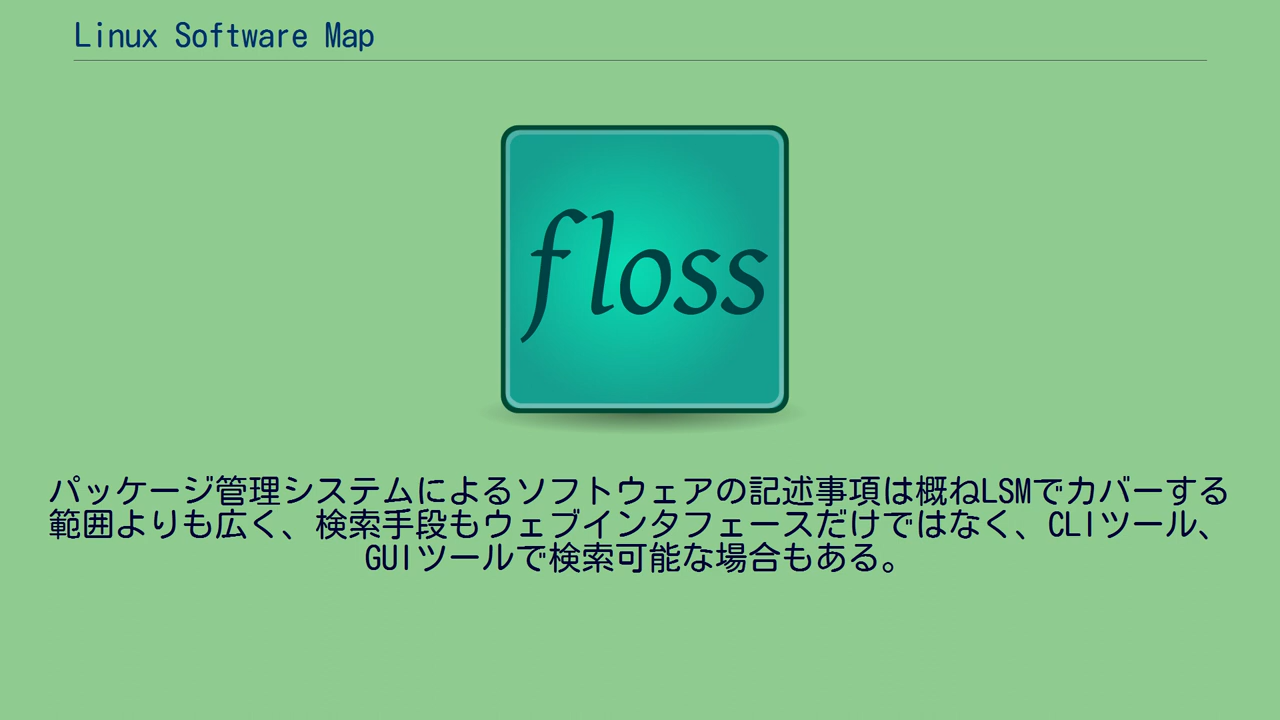 Linux Software Map
floss
パッケージ管理システムによるソフトウェアの記述事項は概ねLSMでカバーする
範囲よりも広く、検索手段もウェブインタフェースだけではなく、CLIツール、
GUIツールで検索可能な場合もある。